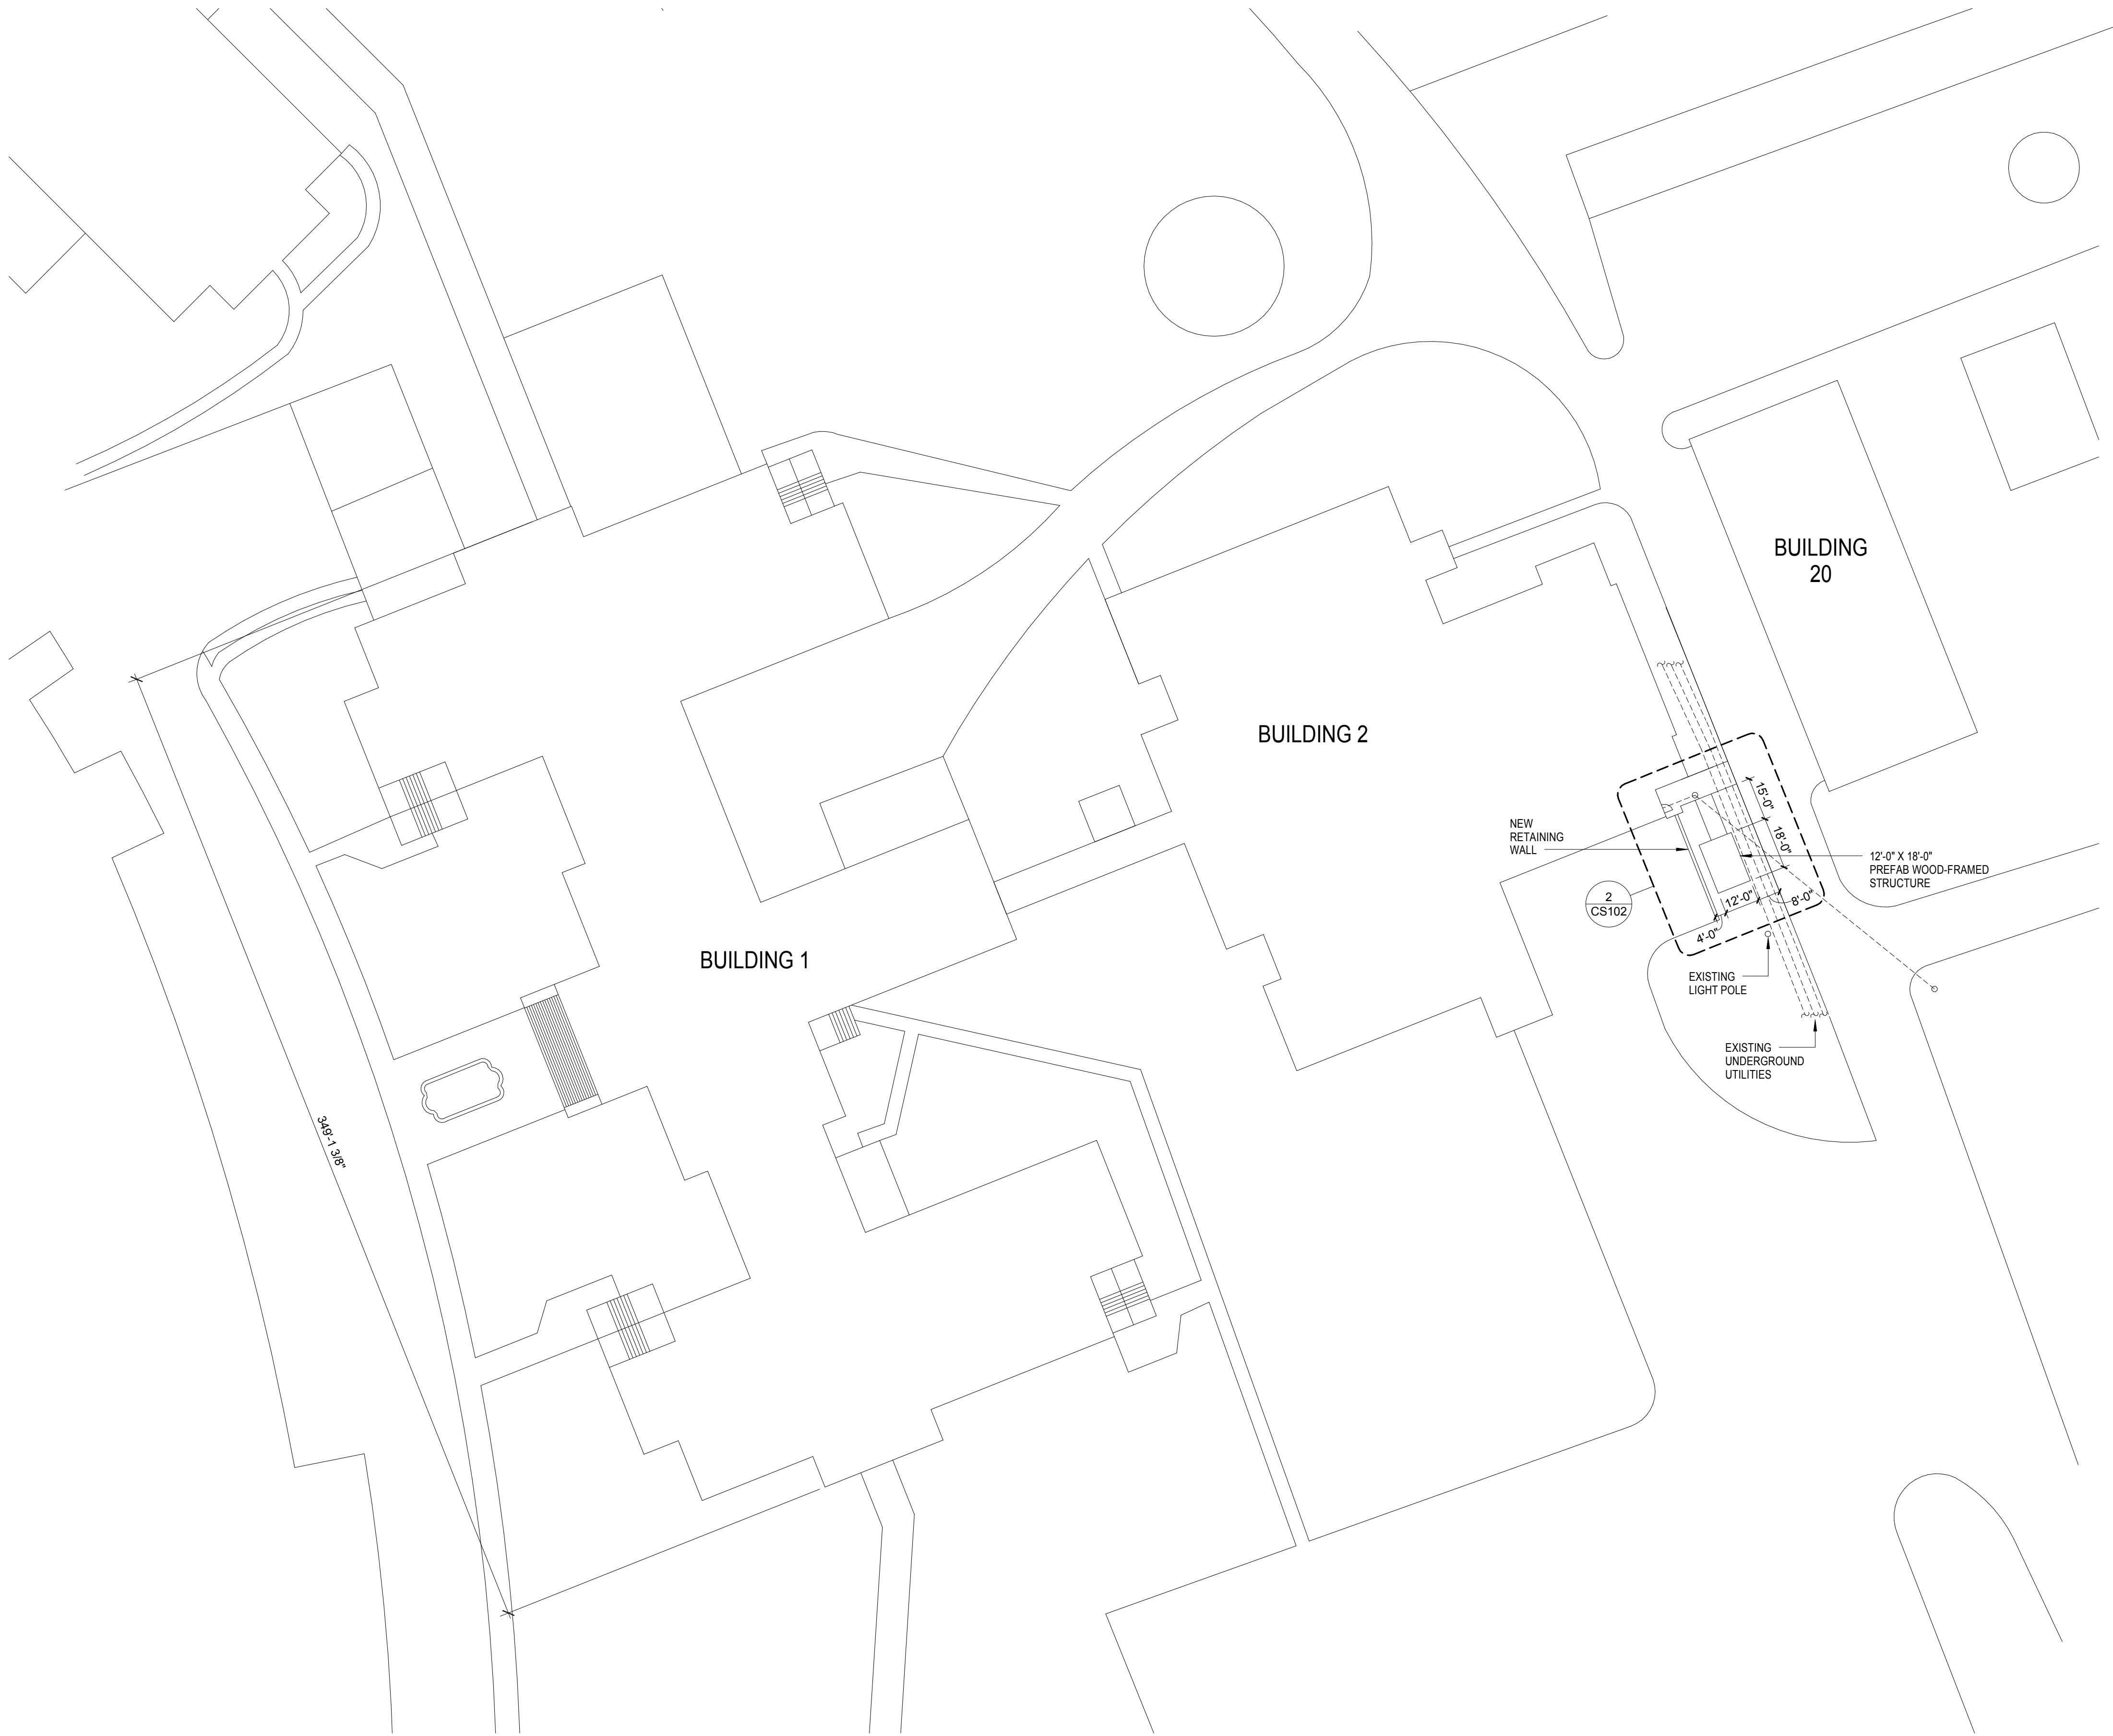 BUILDING
20
BUILDING 2
15'-0"
18'-0"
NEW
RETAINING
WALL
12'-0" X 18'-0"
PREFAB WOOD-FRAMED
STRUCTURE
2
CS102
12'-0"
8'-0"
4'-0"
BUILDING 1
EXISTING
LIGHT POLE
EXISTING
UNDERGROUND
UTILITIES
349'-1 3/8"